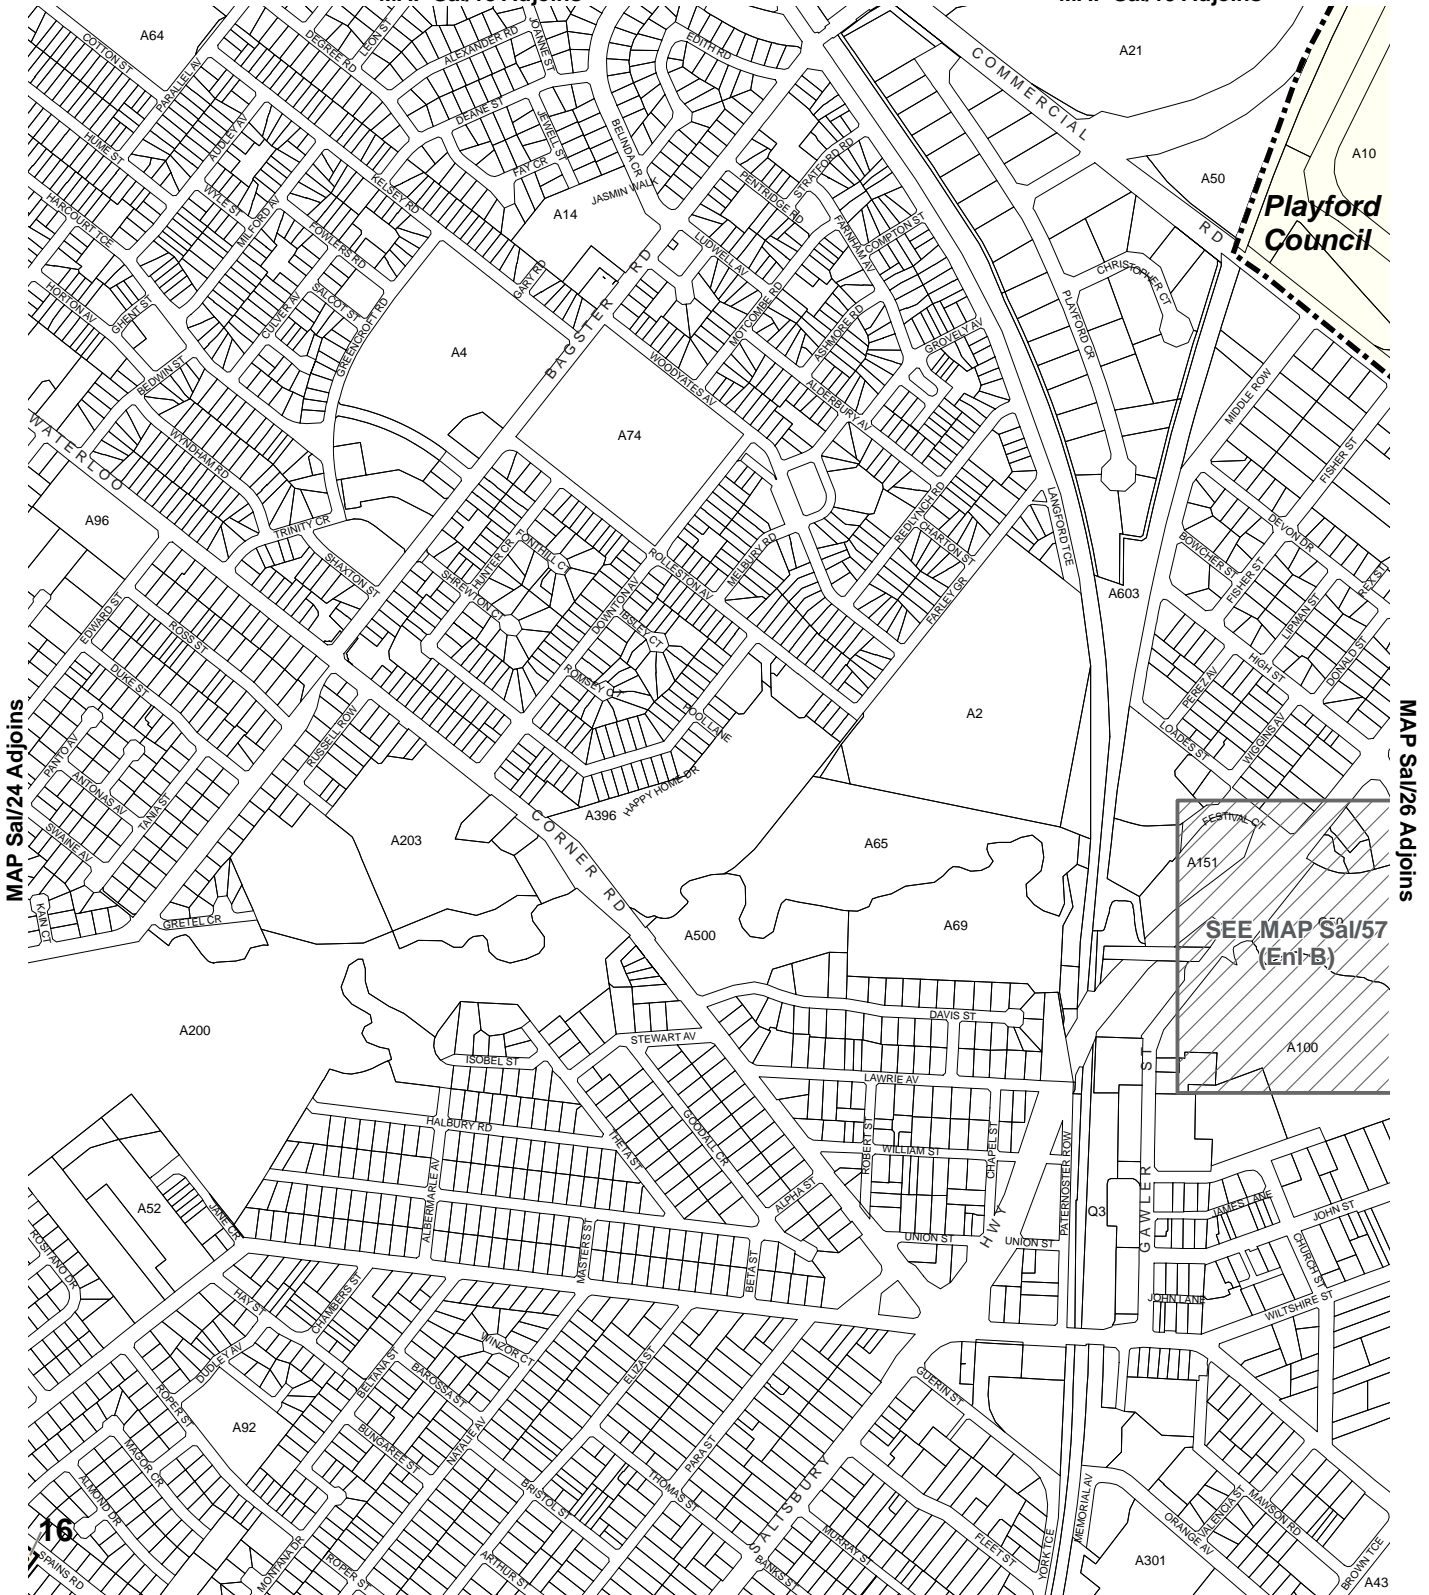 A64
COTTON ST
PARALLEL AV
DEGREE RD
LEON ST
ALEXANDER RD
JOANNE ST
EDITH RD
COMMERCIAL
RD
A21
A10
A50
Playford
Council
HUME ST
AUDLEY AV
DEANE ST
JEWELL ST
BELINDA CR
FAY CR
JASMIN WALK
A14
KELSEY RD
WYLE ST
MILFORD AV
FOWLERS RD
HARCOURT TCE
PENTRIDGE RD
STRATFORD RD
FARNHAM AV
COMPTON ST
LUDWELL AV
CHRISTOPHER CT
PLAYFORD CR
HORTON AV
GHENT ST
CULVER AV
SALCOT ST
GREENCROFT RD
GARY RD
BAGSTER RD
MOTCOMBE RD
ASHMORE RD
GROVELY AV
A4
BEDWIN ST
WOODYATES AV
ALDERBURY AV
MIDDLE ROW
FISHER ST
WATERLOO
WYNDHAM RD
A74
A96
TRINITY CR
SHAXTON ST
REDLYNCH RD
CHARTON ST
LANGFORD TCE
DEVON DR
BOWCHER ST
FISHER ST
REX ST
FONTHILL CT
HUNTER CR
SHREWTON CT
ROLLESTON AV
MELBURY RD
DOWNTON AV
IBSLEY CT
FARLEY GR
A603
LIPMAN ST
DONALD ST
EDWARD ST
ROSS ST
DUKE ST
ROMSEY CT
POOL LANE
HIGH ST
PEREZ AV
LOADES ST
WIGGINS AV
MAP Sal/24 Adjoins
MAP Sal/26 Adjoins
PANTO AV
ANTONAS AV
TANIA ST
SWAINE AV
RUSSELL ROW
A2
HAPPY HOME DR
A396
CORNER RD
A203
A65
FESTIVAL CT
A151
KAIN CT
GRETEL CR
A500
A69
SEE MAP Sal/57
(Enl B)
A200
ISOBEL ST
STEWART AV
DAVIS ST
A100
LAWRIE AV
HALBURY RD
THETA ST
GOODALL CR
ROBERT ST
WILLIAM ST
CHAPEL ST
PATERNOSTER ROW
GAWLER ST
A52
JANE CR
ALBERMARLE AV
MASTERS ST
ALPHA ST
BETA ST
UNION ST
HWY
UNION ST
Q3
JAMES LANE
JOHN ST
CHURCH ST
ROSITANO DR
HAY ST
CHAMBERS ST
JOHN LANE
WILTSHIRE ST
DUDLEY AV
BELTANA ST
BAROSSA ST
WINZOR CT
ELIZA ST
GUERIN ST
ROPER ST
A92
BUNGAREE ST
NATALIE AV
MAGOR CR
ALMOND DR
BRISTOL ST
THOMAS ST
PARA ST
SALISBURY
MURRAY ST
FLEET ST
YORK TCE
MEMORIAL AV
ORANGE AV
VALENCIA ST
MAWSON RD
16
SPAINS RD
MONTANA DR
ROPER ST
ARTHUR ST
BANKS ST
A301
BROWN TCE
A43